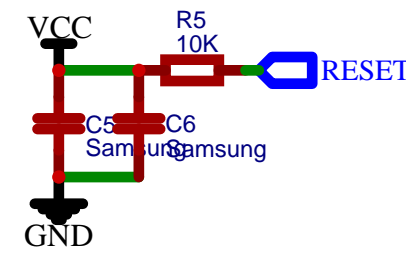 VCC
R5
10K
RESET
C5
Samsung
C6
Samsung
GND